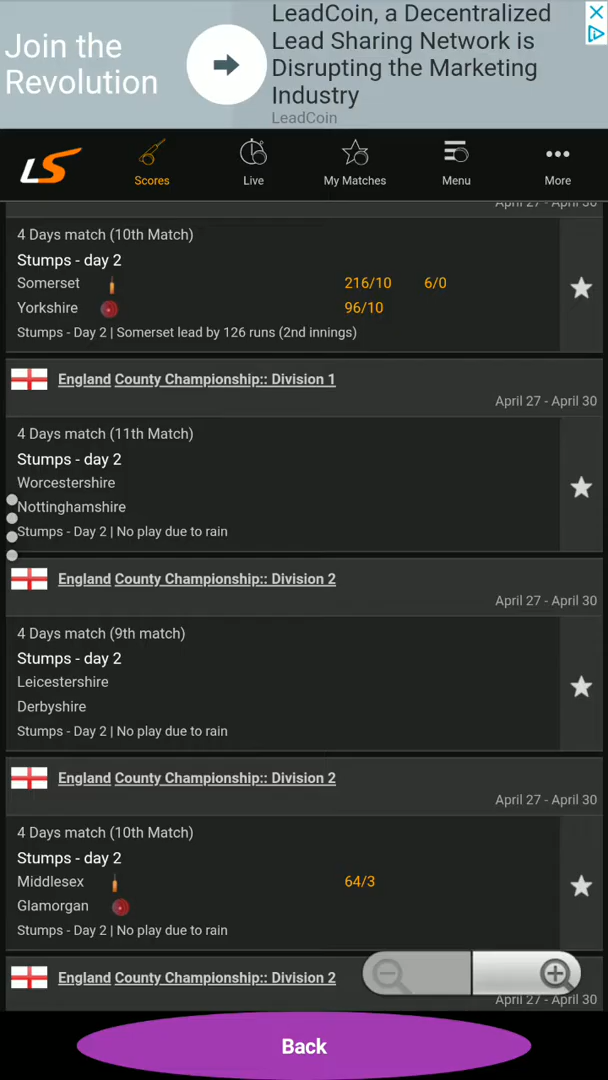 Join the
Revolution
LeadCoin, a Decentralized
Lead Sharing Network is
Disrupting the Marketing
Industry
LeadCoin
LS
Scores
Live
My Matches
Menu
More
April 27 - April 30
4 Days match (10th Match)
Stumps - day 2
Somerset 216/10 6/0
Yorkshire 96/10
Stumps - Day 2 | Somerset lead by 126 runs (2nd innings)
England County Championship:: Division 1
April 27 - April 30
4 Days match (11th Match)
Stumps - day 2
Worcestershire
Nottinghamshire
Stumps - Day 2 | No play due to rain
England County Championship:: Division 2
April 27 - April 30
4 Days match (9th match)
Stumps - day 2
Leicestershire
Derbyshire
Stumps - Day 2 | No play due to rain
England County Championship:: Division 2
April 27 - April 30
4 Days match (10th Match)
Stumps - day 2
Middlesex 64/3
Glamorgan
Stumps - Day 2 | No play due to rain
England County Championship:: Division 2
April 27 - April 30
Back